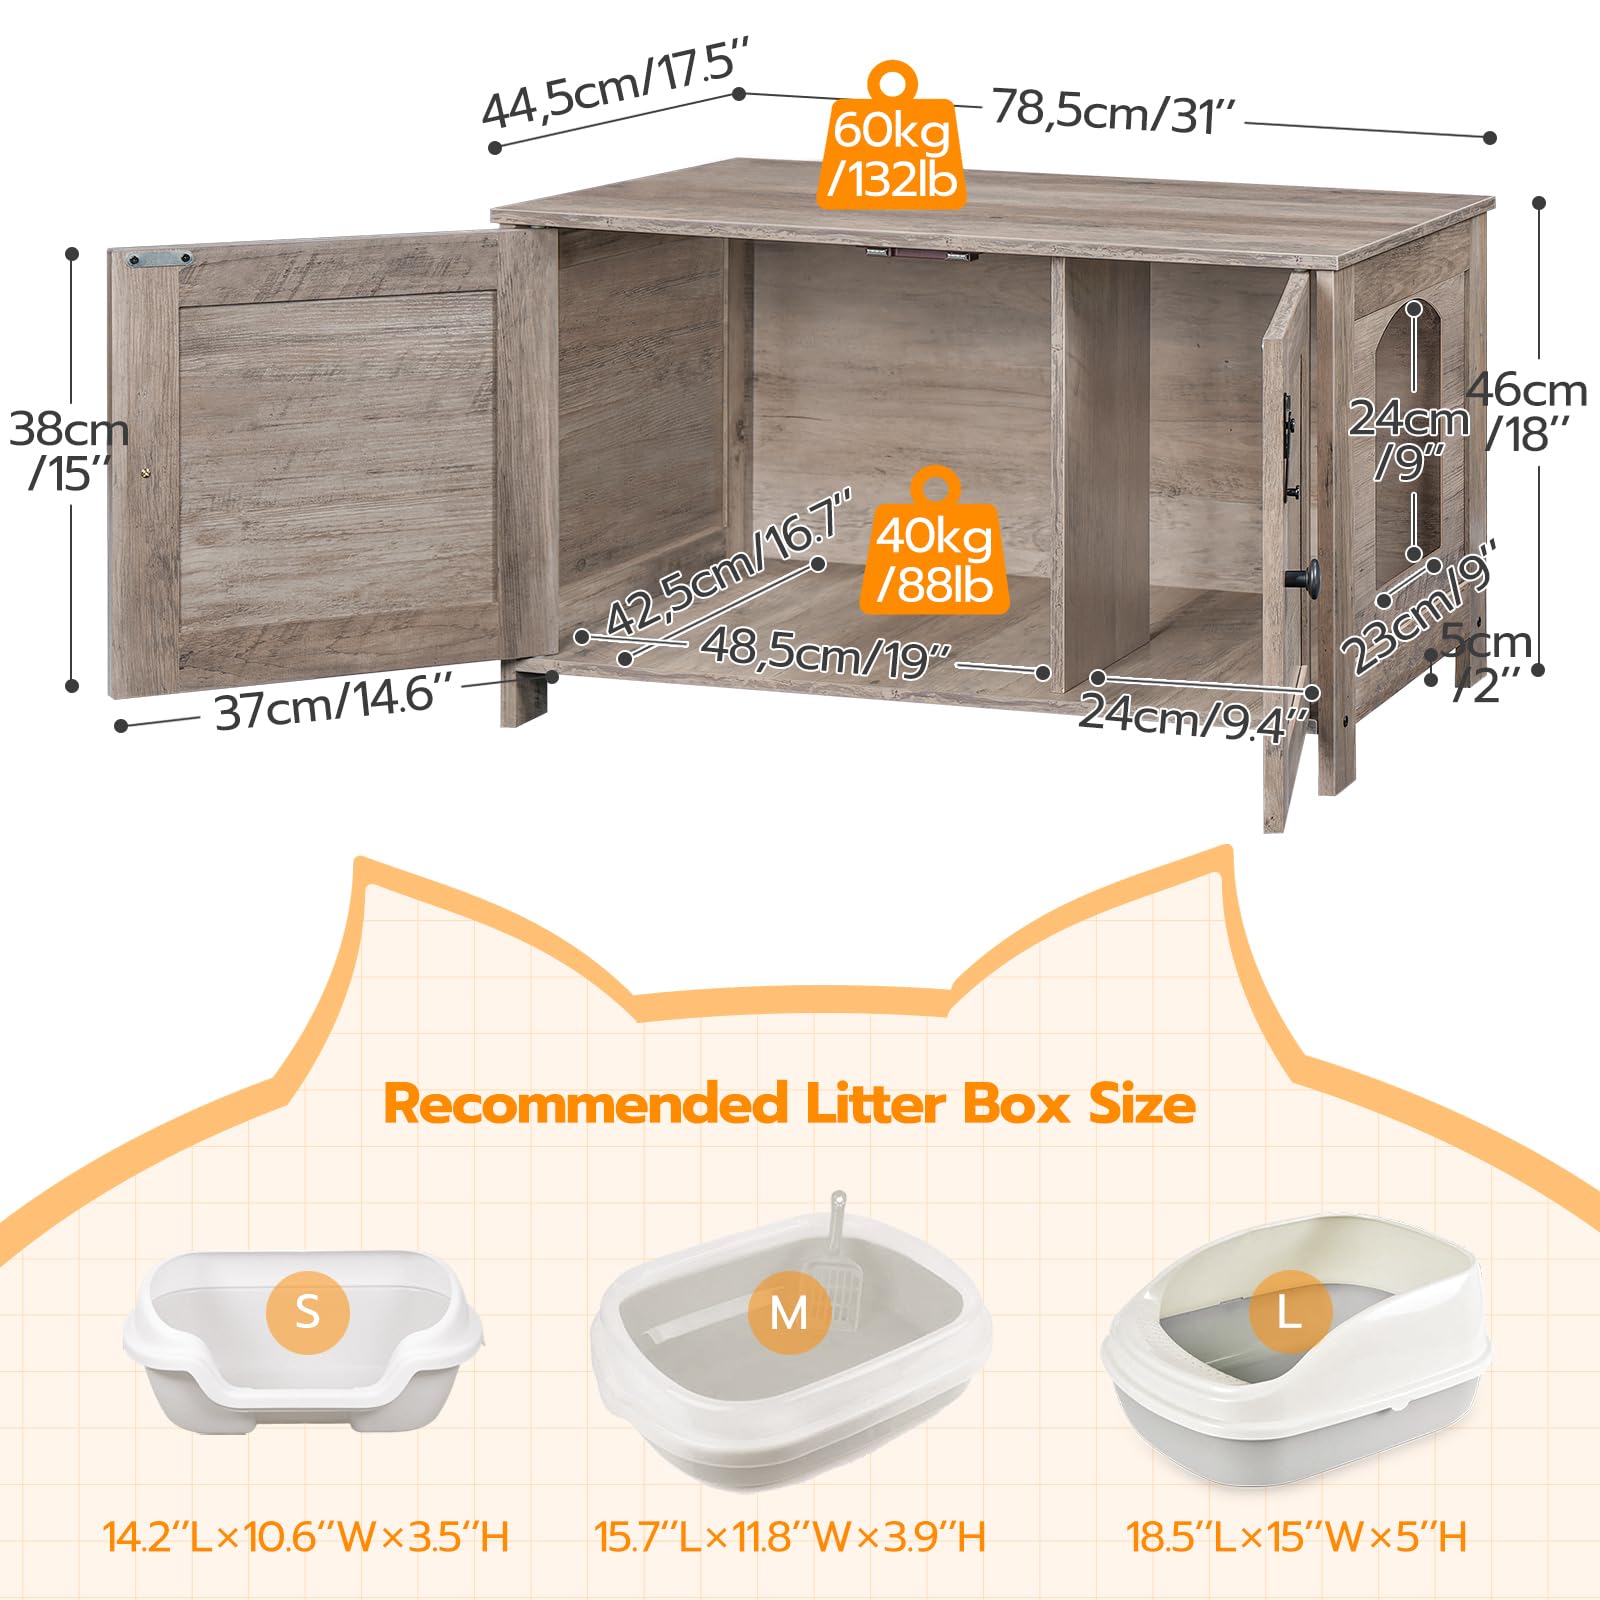 44,5cm/17.5’’
78,5cm/31’’
60kg
/132lb
38cm
/15’’
46cm
/18’’
24cm
/9’’
40kg
/88lb
42,5cm/16.7’’
48,5cm/19’’
23cm/9’’
5cm
/2’’
37cm/14.6’’
24cm/9.4’’
Recommended Litter Box Size
S
M
L
14.2’’L×10.6’’W×3.5’’H
15.7’’L×11.8’’W×3.9’’H
18.5’’L×15’’W×5’’H